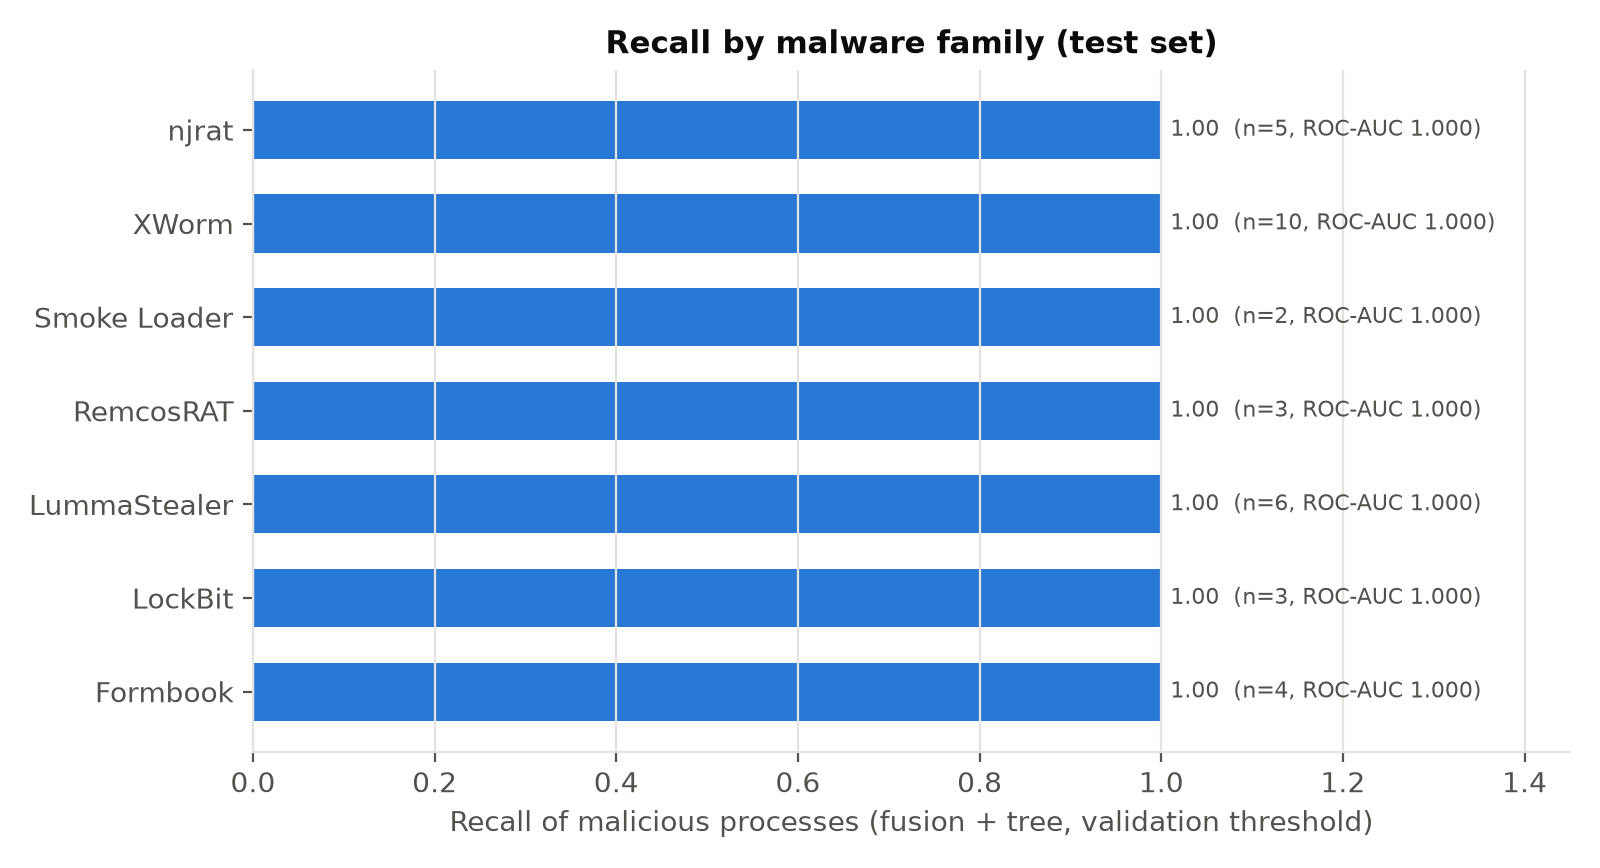 Recall by malware family (test set)
njrat
1.00 (n=5, ROC-AUC 1.000)
XWorm
1.00 (n=10, ROC-AUC 1.000)
Smoke Loader
1.00 (n=2, ROC-AUC 1.000)
RemcosRAT
1.00 (n=3, ROC-AUC 1.000)
LummaStealer
1.00 (n=6, ROC-AUC 1.000)
LockBit
1.00 (n=3, ROC-AUC 1.000)
Formbook
1.00 (n=4, ROC-AUC 1.000)
0.0 0.2 0.4 0.6 0.8 1.0 1.2 1.4
Recall of malicious processes (fusion + tree, validation threshold)